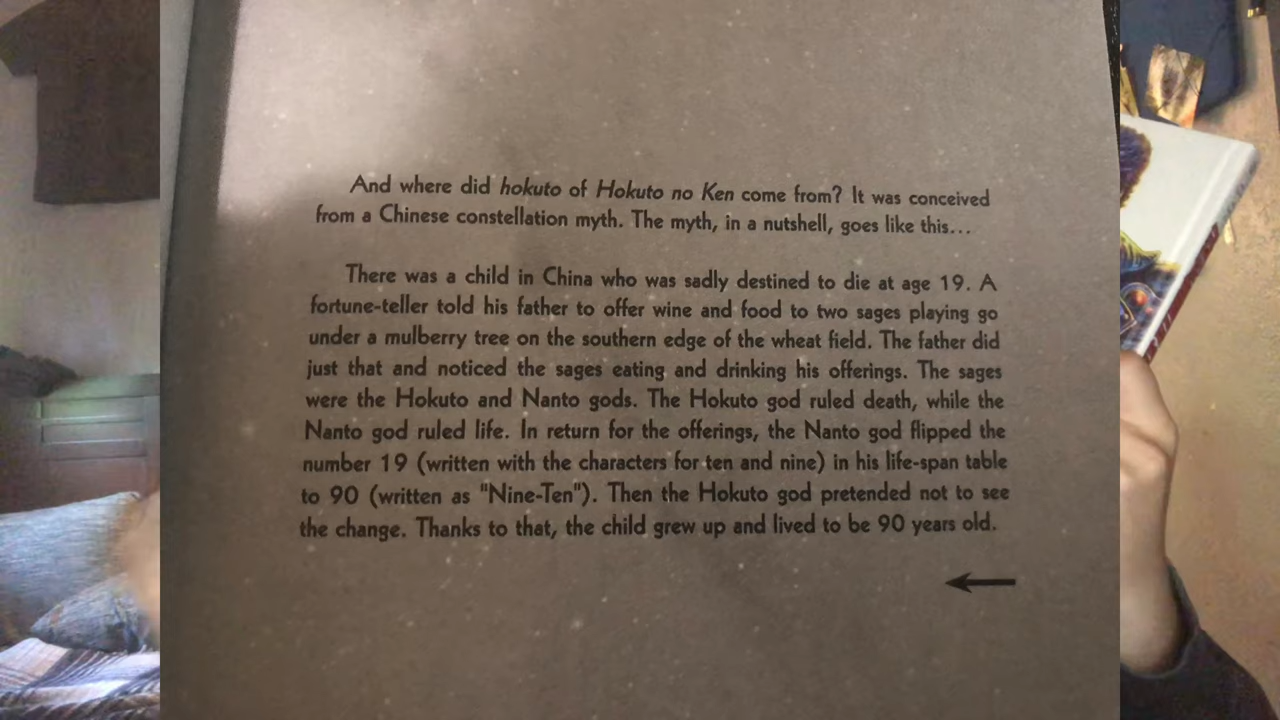 And where did hokuto of Hokuto no Ken come from? It was conceived
from a Chinese constellation myth. The myth, in a nutshell, goes like this...
There was a child in China who was sadly destined to die at age 19. A
fortune-teller told his father to offer wine and food to two sages playing go
under a mulberry tree on the southern edge of the wheat field. The father did
just that and noticed the sages eating and drinking his offerings. The sages
were the Hokuto and Nanto gods. The Hokuto god ruled death, while the
Nanto god ruled life. In return for the offerings, the Nanto god flipped the
number 19 (written with the characters for ten and nine) in his life-span table
to 90 (written as "Nine-Ten"). Then the Hokuto god pretended not to see
the change. Thanks to that, the child grew up and lived to be 90 years old.